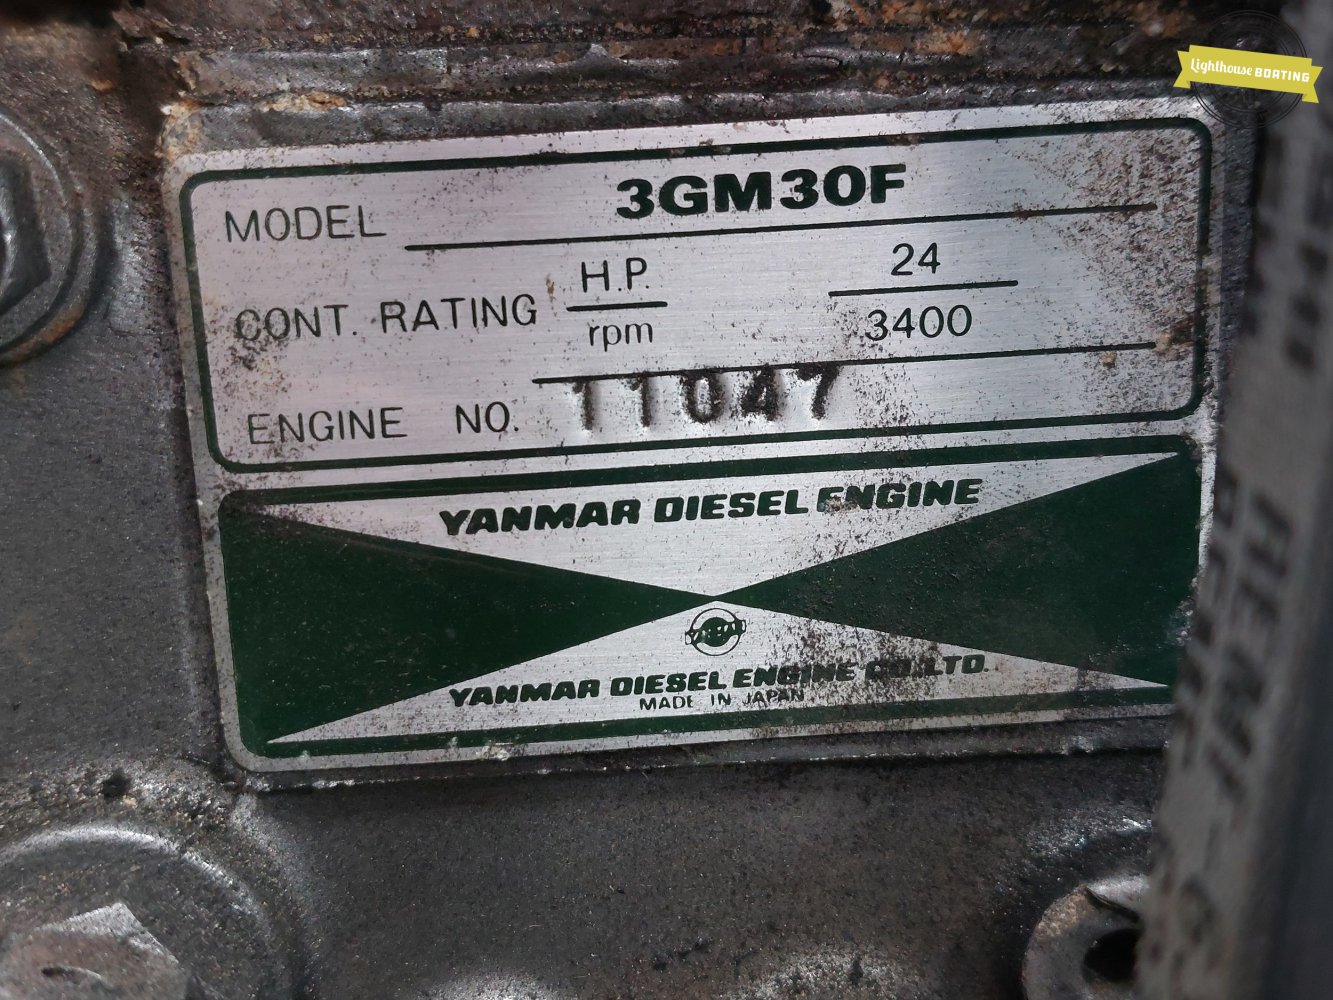 Lighthouse BOATING
MODEL 3GM30F
CONT. RATING H.P. 24
rpm 3400
ENGINE NO. 11047
YANMAR DIESEL ENGINE
YANMAR
YANMAR DIESEL ENGINE CO.LTD.
MADE IN JAPAN